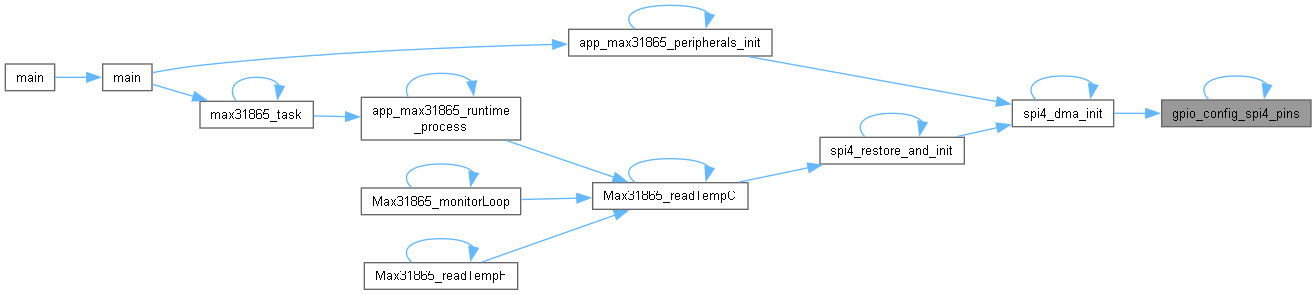 app_max31865_peripherals_init
main
main
max31865_task
app_max31865_runtime
_process
spi4_dma_init
gpio_config_spi4_pins
spi4_restore_and_init
Max31865_monitorLoop
Max31865_readTempC
Max31865_readTempF